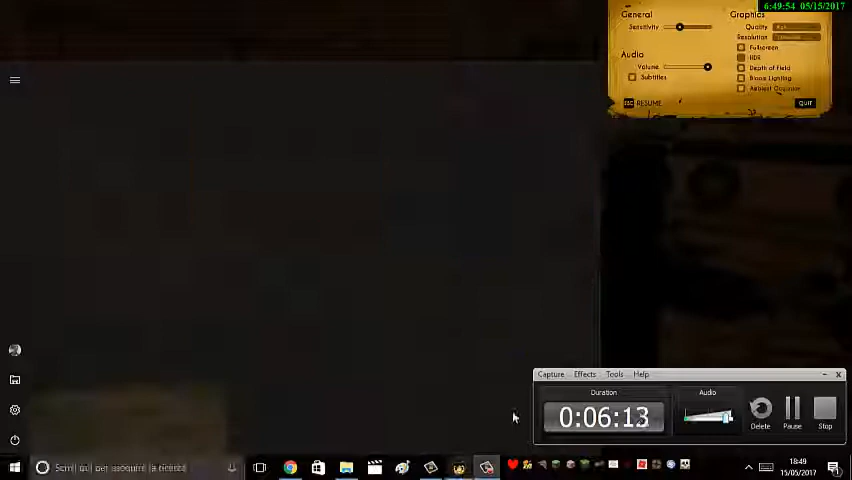 6:49:54 05/15/2017
General
Sensitivity
Audio
Volume
Subtitles
ESC RESUME
Graphics
Quality
Resolution
Fullscreen
HDR
Depth of Field
Bloom Lighting
Ambient Occlusion
QUIT
Capture Effects Tools Help
Duration
0:06:13
Audio
Delete Pause Stop
18:49
15/05/2017